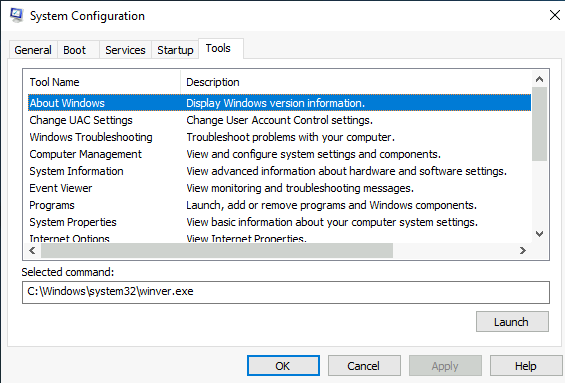 System Configuration
General Boot Services Startup Tools
Tool Name Description
About Windows Display Windows version information.
Change UAC Settings Change User Account Control settings.
Windows Troubleshooting Troubleshoot problems with your computer.
Computer Management View and configure system settings and components.
System Information View advanced information about hardware and software settings.
Event Viewer View monitoring and troubleshooting messages.
Programs Launch, add or remove programs and Windows components.
System Properties View basic information about your computer system settings.
Internet Options View Internet Properties.
Selected command:
C:\Windows\system32\winver.exe
Launch
OK Cancel Apply Help